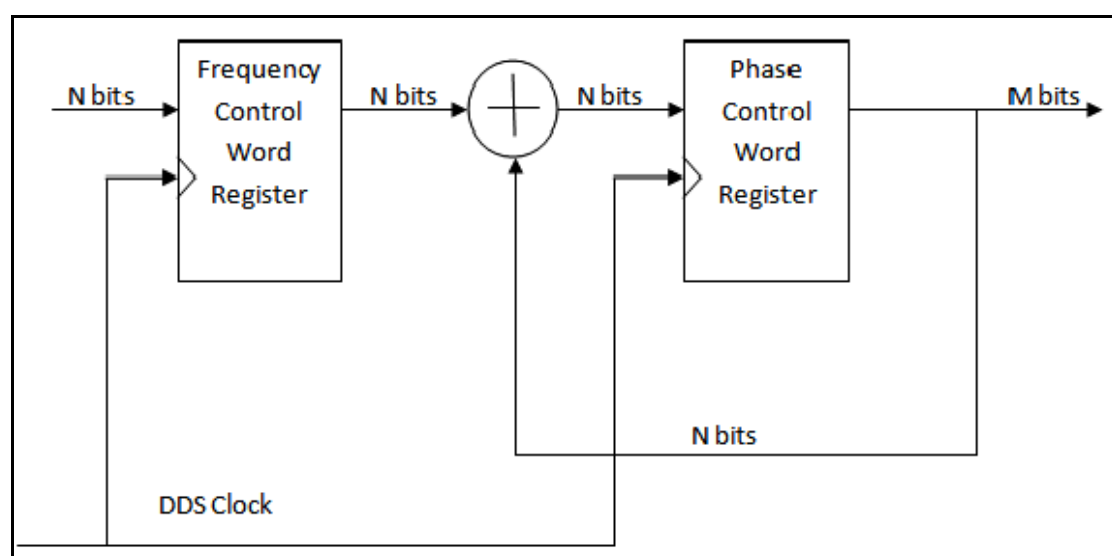 Frequency
Control
Word
Register
Phase
Control
Word
Register
N bits
N bits
N bits
M bits
N bits
DDS Clock